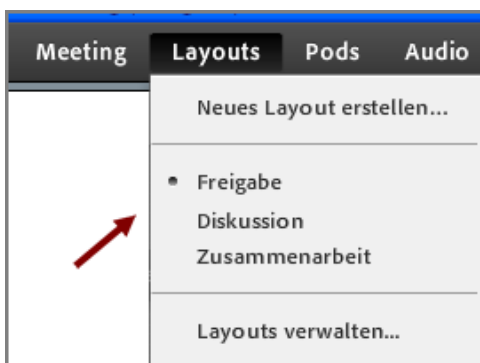 Meeting Layouts Pods Audio
Neues Layout erstellen...
Freigabe
Diskussion
Zusammenarbeit
Layouts verwalten...